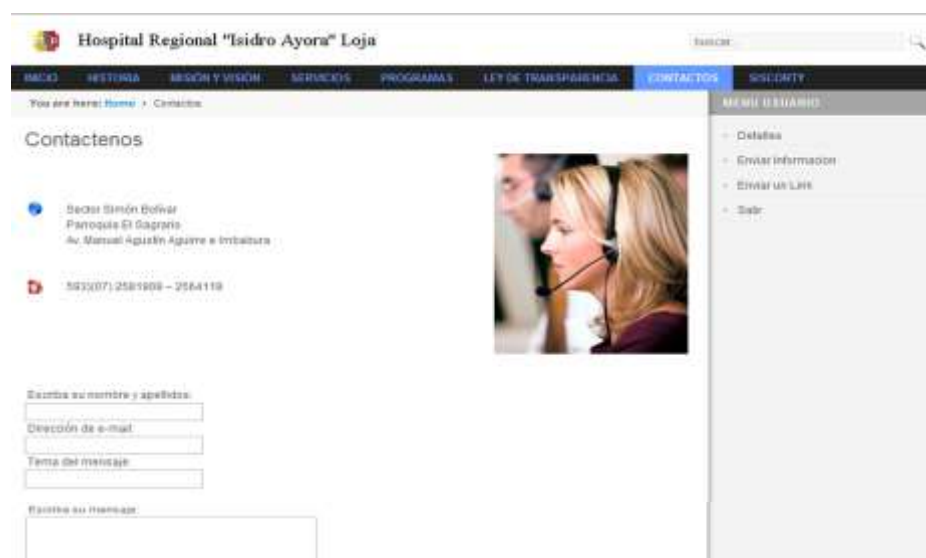 Hospital Regional "Isidro Ayora" Loja
buscar...
INICIO HISTORIA MISIÓN Y VISIÓN SERVICIOS PROGRAMAS LEY DE TRANSPARENCIA CONTACTOS SISCORTY
You are here: Home › Contactos
MENU USUARIO
Contactenos
Detalles
Enviar informacion
Enviar un Link
Salir
Sector Simón Bolívar
Parroquia El Sagrario
Av. Manuel Agustín Aguirre e Imbabura
593(07)
Escriba su nombre y apellidos:
Dirección de e-mail:
Tema del mensaje:
Escriba su mensaje: